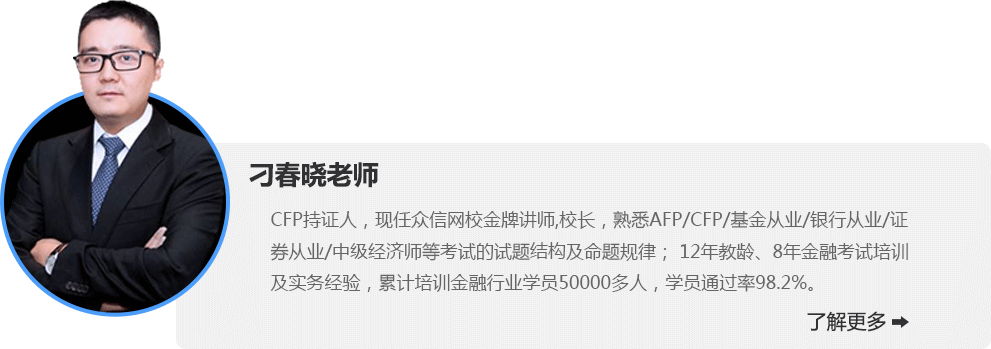 刁春晓老师
CFP持证人，现任众信网校金牌讲师,校长，熟悉AFP/CFP/基金从业/银行从业/证
券从业/中级经济师等考试的试题结构及命题规律； 12年教龄、8年金融考试培训
及实务经验，累计培训金融行业学员50000多人，学员通过率98.2%。
了解更多